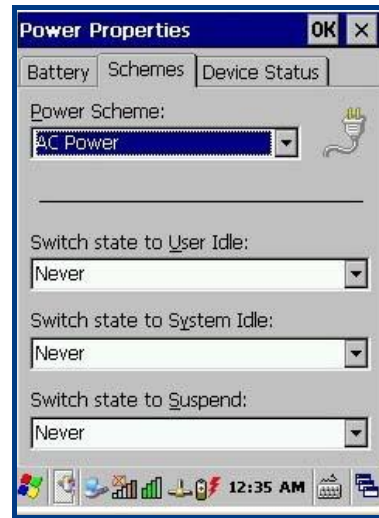 Power Properties OK ×
Battery Schemes Device Status
Power Scheme:
AC Power
Switch state to User Idle:
Never
Switch state to System Idle:
Never
Switch state to Suspend:
Never
12:35 AM